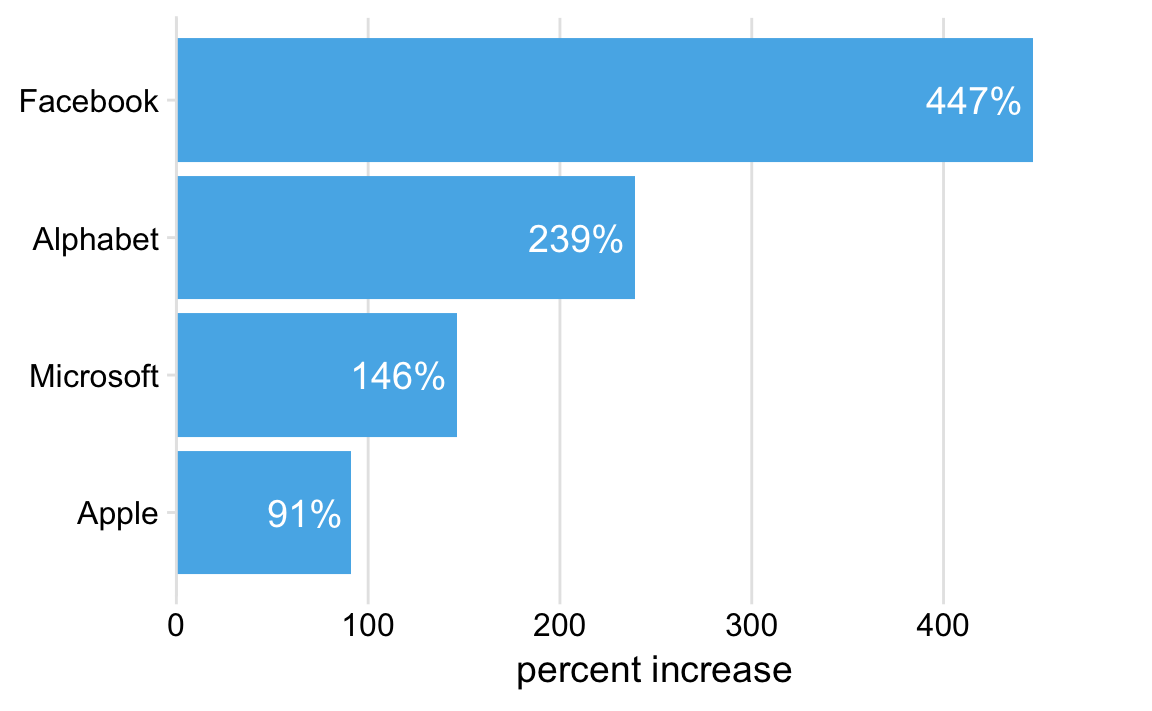 Facebook 447%
Alphabet 239%
Microsoft 146%
Apple 91%
0 100 200 300 400
percent increase